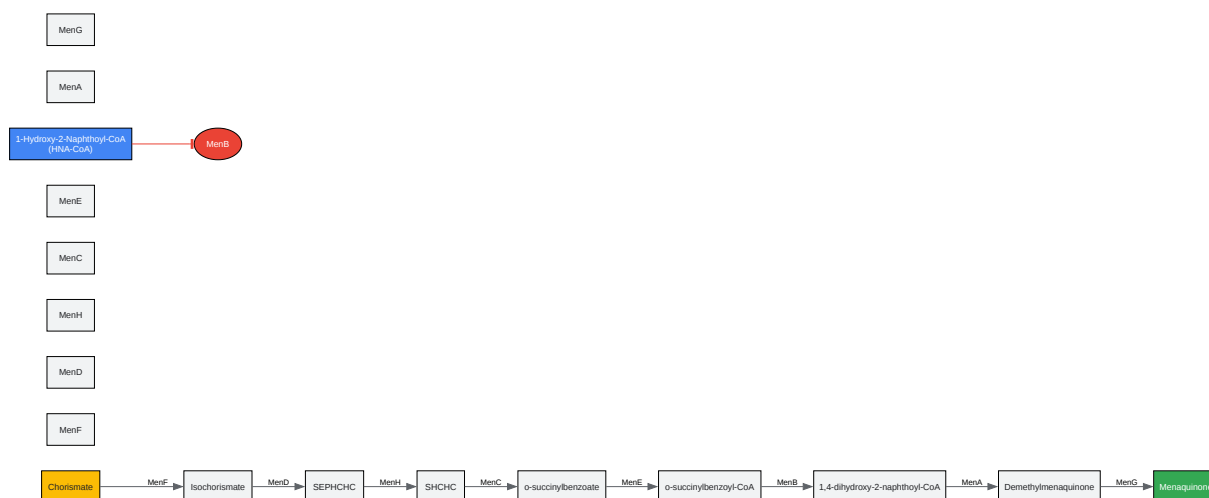 MenG
MenA
1-Hydroxy-2-Naphthoyl-CoA
(HNA-CoA)
MenB
MenE
MenC
MenH
MenD
MenF
Chorismate
MenF
Isochorismate
MenD
SEPHCHC
MenH
SHCHC
MenC
o-succinylbenzoate
MenE
o-succinylbenzoyl-CoA
MenB
1,4-dihydroxy-2-naphthoyl-CoA
MenA
Demethylmenaquinone
MenG
Menaquinone